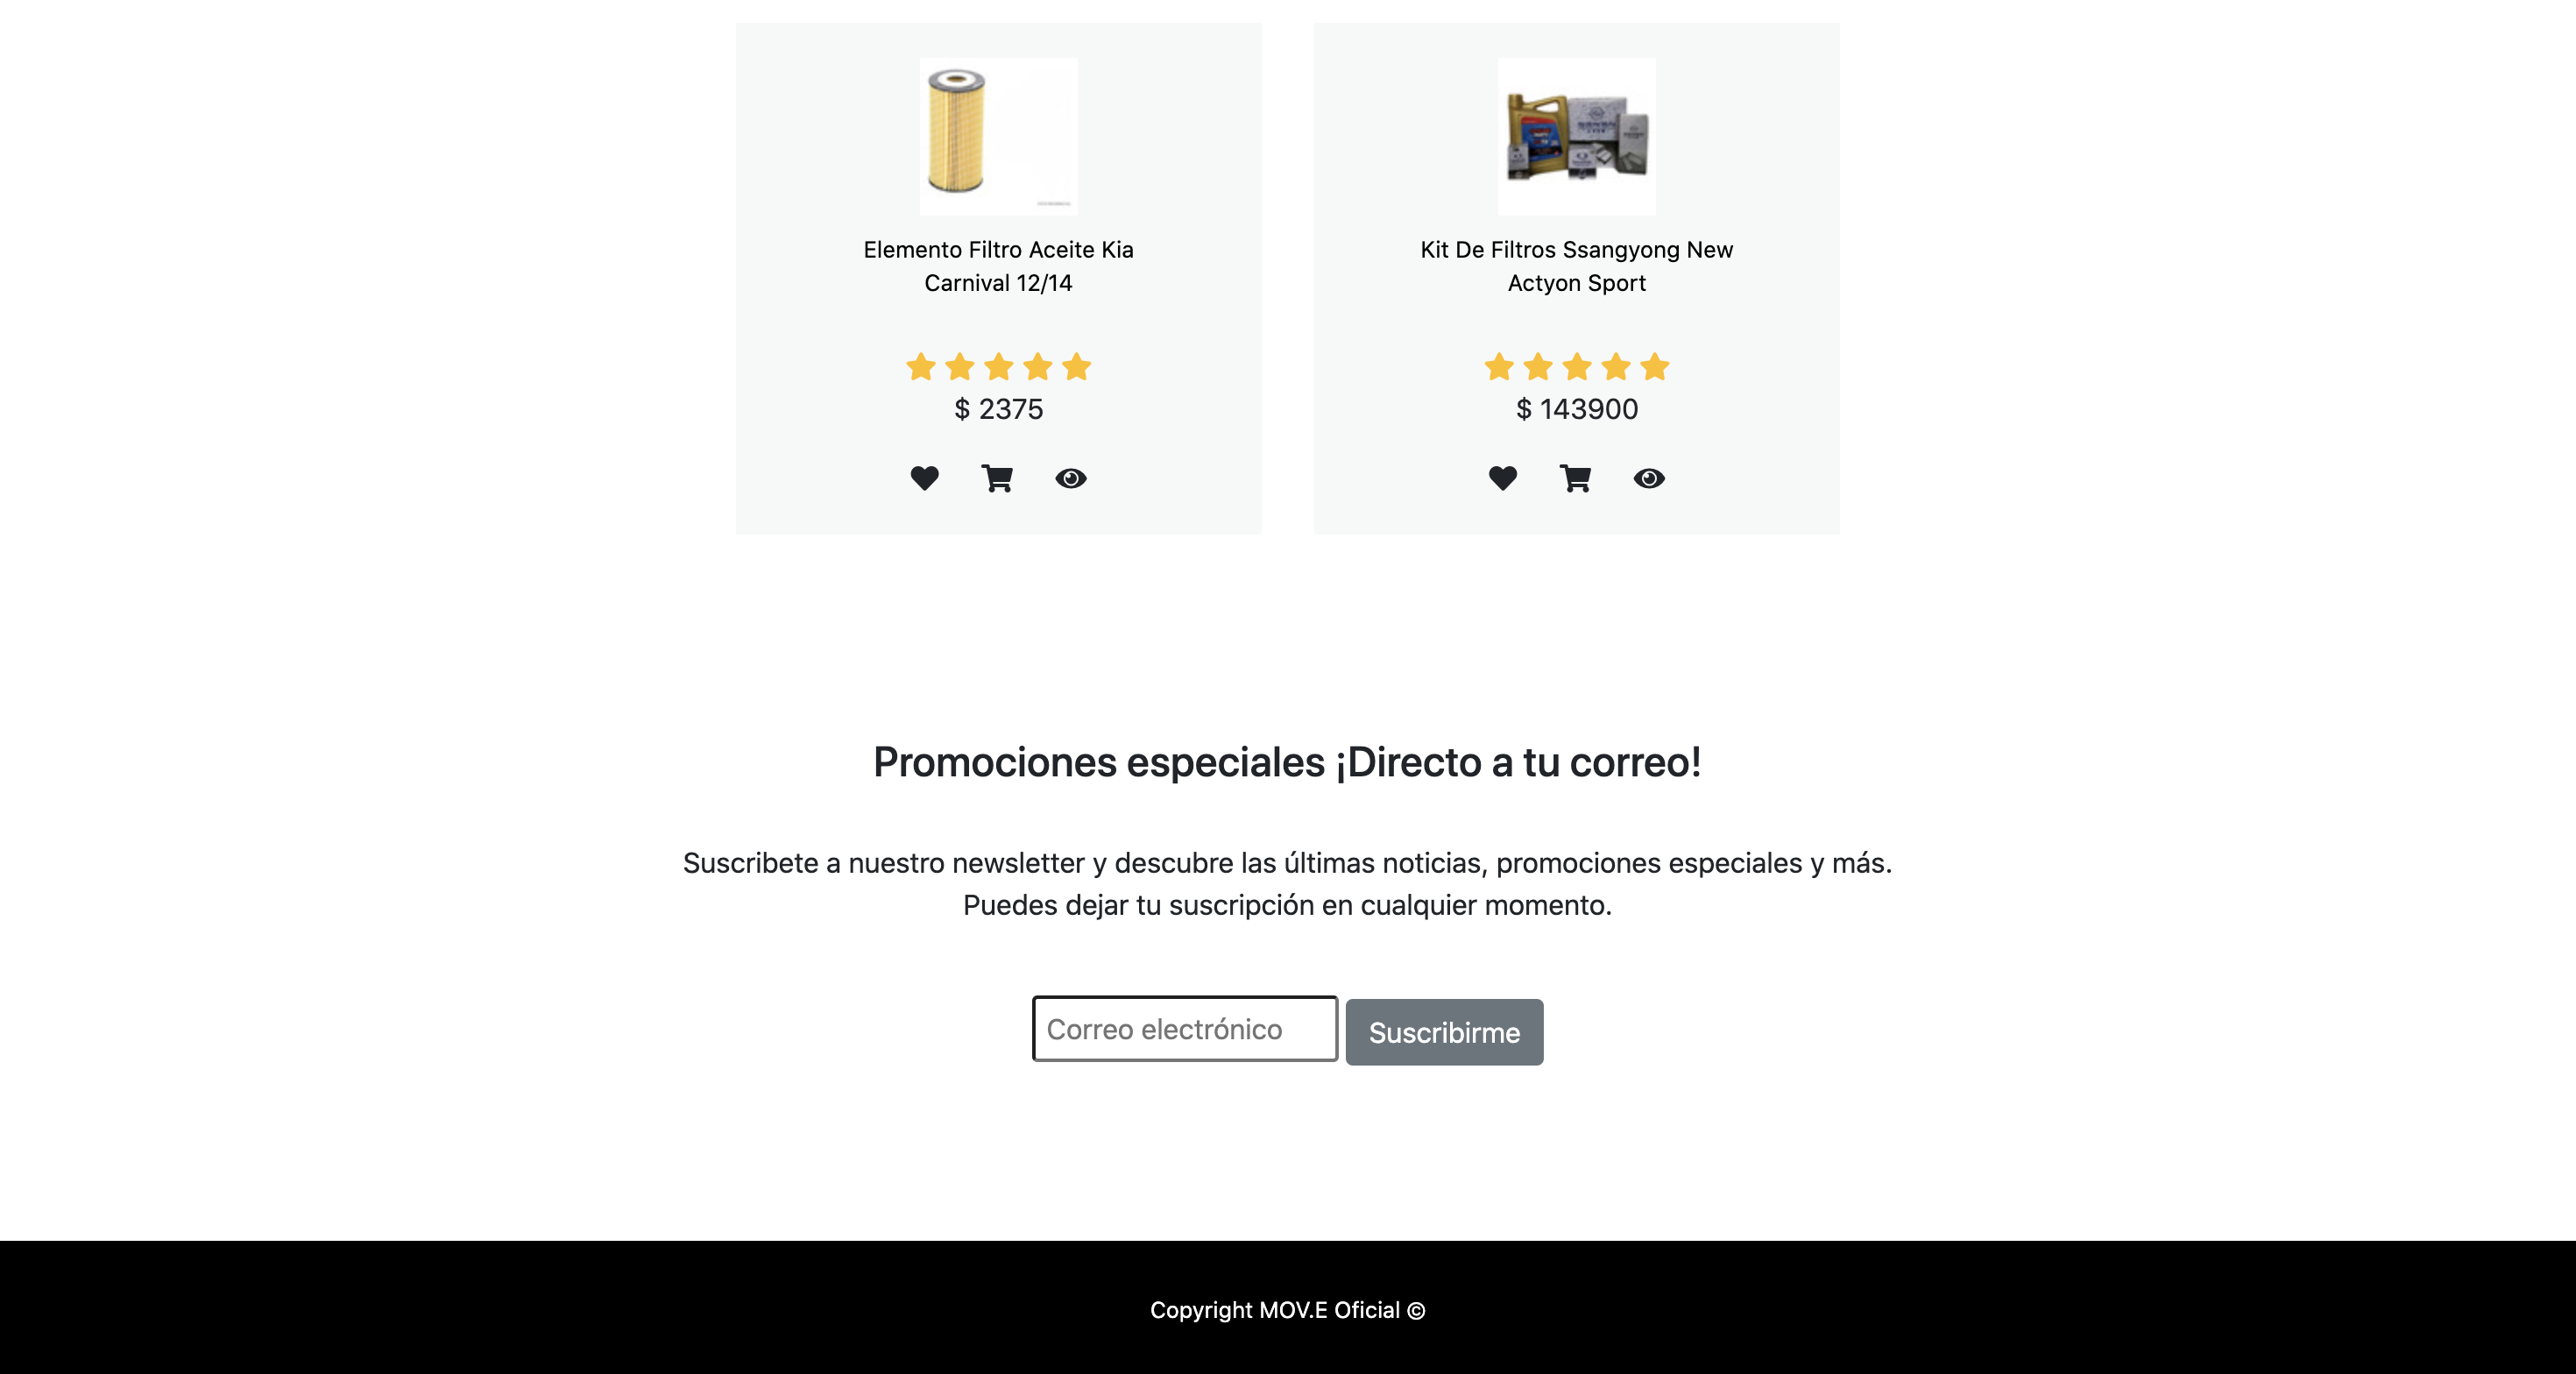 Elemento Filtro Aceite Kia
Carnival 12/14
$ 2375
Kit De Filtros Ssangyong New
Actyon Sport
$ 143900
Promociones especiales ¡Directo a tu correo!
Suscribete a nuestro newsletter y descubre las últimas noticias, promociones especiales y más.
Puedes dejar tu suscripción en cualquier momento.
Correo electrónico
Suscribirme
Copyright MOV.E Oficial ©